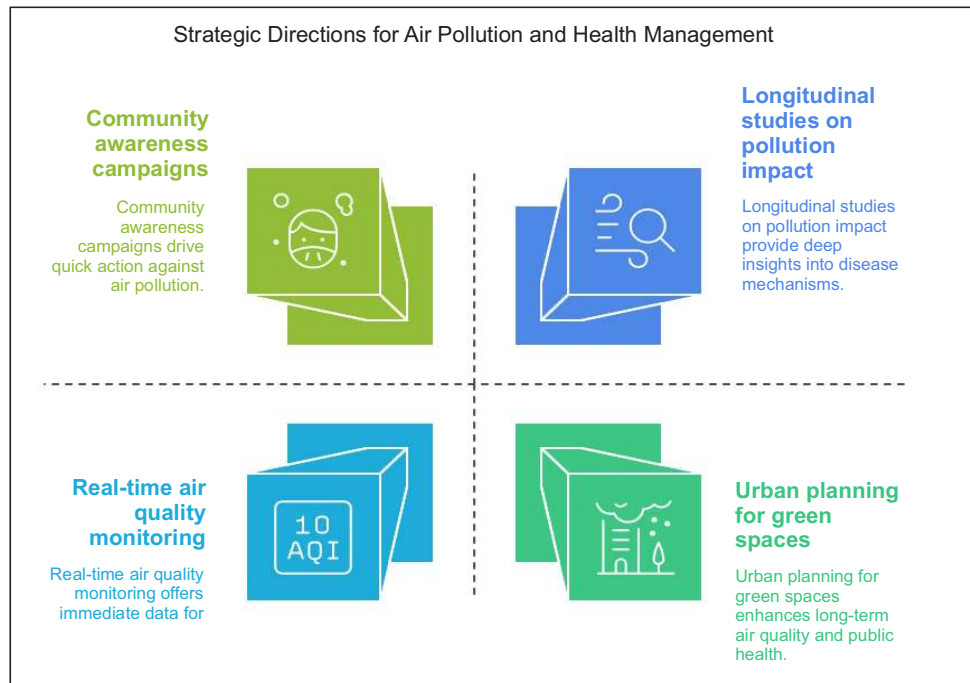 Strategic Directions for Air Pollution and Health Management
Community
awareness
campaigns
Community
awareness
campaigns drive
quick action against
air pollution.
Longitudinal
studies on
pollution
impact
Longitudinal studies
on pollution impact
provide deep
insights into disease
mechanisms.
Real-time air
quality
monitoring
Real-time air quality
monitoring offers
immediate data for
10
AQI
Urban planning
for green
spaces
Urban planning for
green spaces
enhances long-term
air quality and public
health.